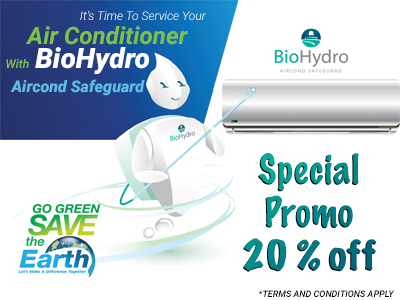 It's Time To Service Your
Air Conditioner
With BioHydro
Aircond Safeguard
BioHydro
AIRCOND SAFEGUARD
BioHydro
GO GREEN
SAVE
the
Earth
Let's Make A Difference Together
Special
Promo
20 % off
*TERMS AND CONDITIONS APPLY